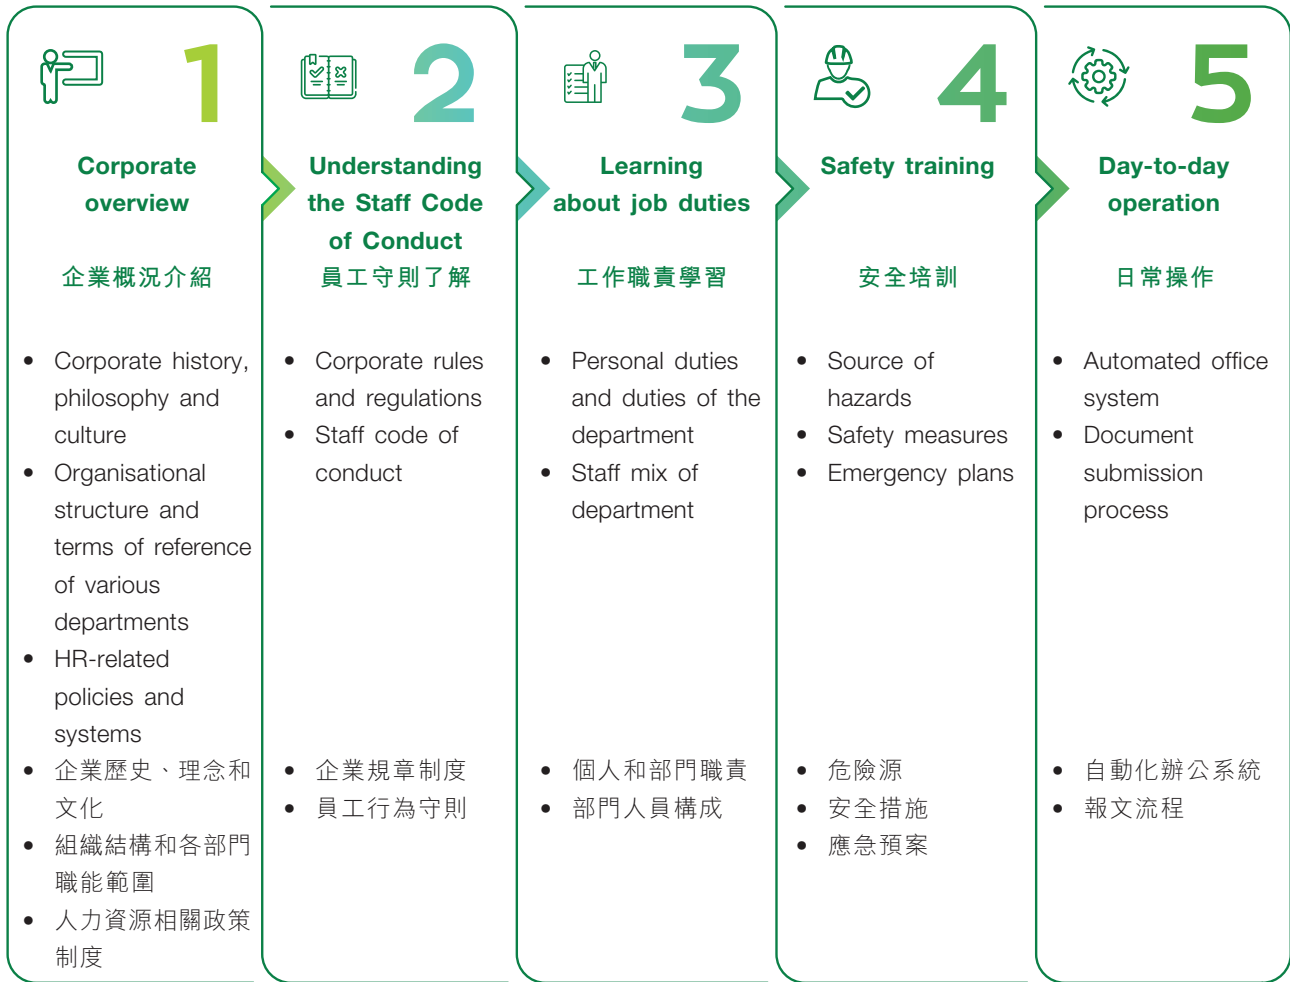 1
Corporate
overview
企業概況介紹
• Corporate history,
philosophy and
culture
• Organisational
structure and
terms of reference
of various
departments
• HR-related
policies and
systems
• 企業歷史、理念和
文化
• 組織結構和各部門
職能範圍
• 人力資源相關政策
制度
2
Understanding
the Staff Code
of Conduct
員工守則了解
• Corporate rules
and regulations
• Staff code of
conduct
• 企業規章制度
• 員工行為守則
3
Learning
about job duties
工作職責學習
• Personal duties
and duties of the
department
• Staff mix of
department
• 個人和部門職責
• 部門人員構成
4
Safety training
安全培訓
• Source of
hazards
• Safety measures
• Emergency plans
• 危險源
• 安全措施
• 應急預案
5
Day-to-day
operation
日常操作
• Automated office
system
• Document
submission
process
• 自動化辦公系統
• 報文流程